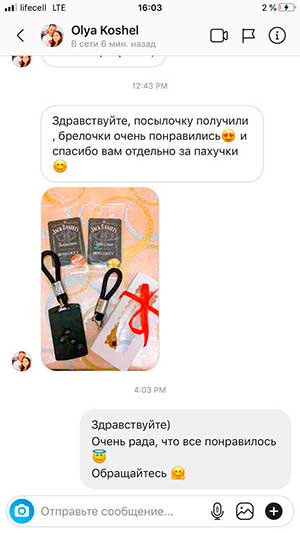 lifecell LTE 16:03 2 %
Olya Koshel
В сети 6 мин. назад
12:43 PM
Здравствуйте, посылочку получили
, брелочки очень понравились😍 и
спасибо вам отдельно за пахучки
😊
JACK DANIEL'S JACK DANIEL'S
4:03 PM
Здравствуйте)
Очень рада, что все понравилось
😇
Обращайтесь 🤗
Отправьте сообщение...